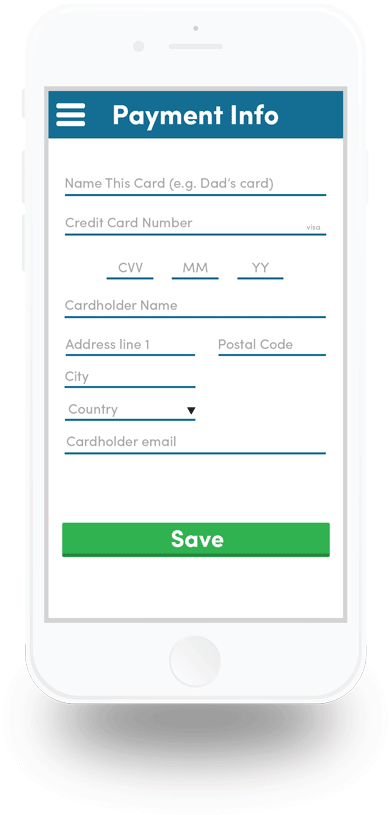 Payment Info
Name This Card (e.g. Dad's card)
Credit Card Number visa
CVV MM YY
Cardholder Name
Address line 1 Postal Code
City
Country
Cardholder email
Save